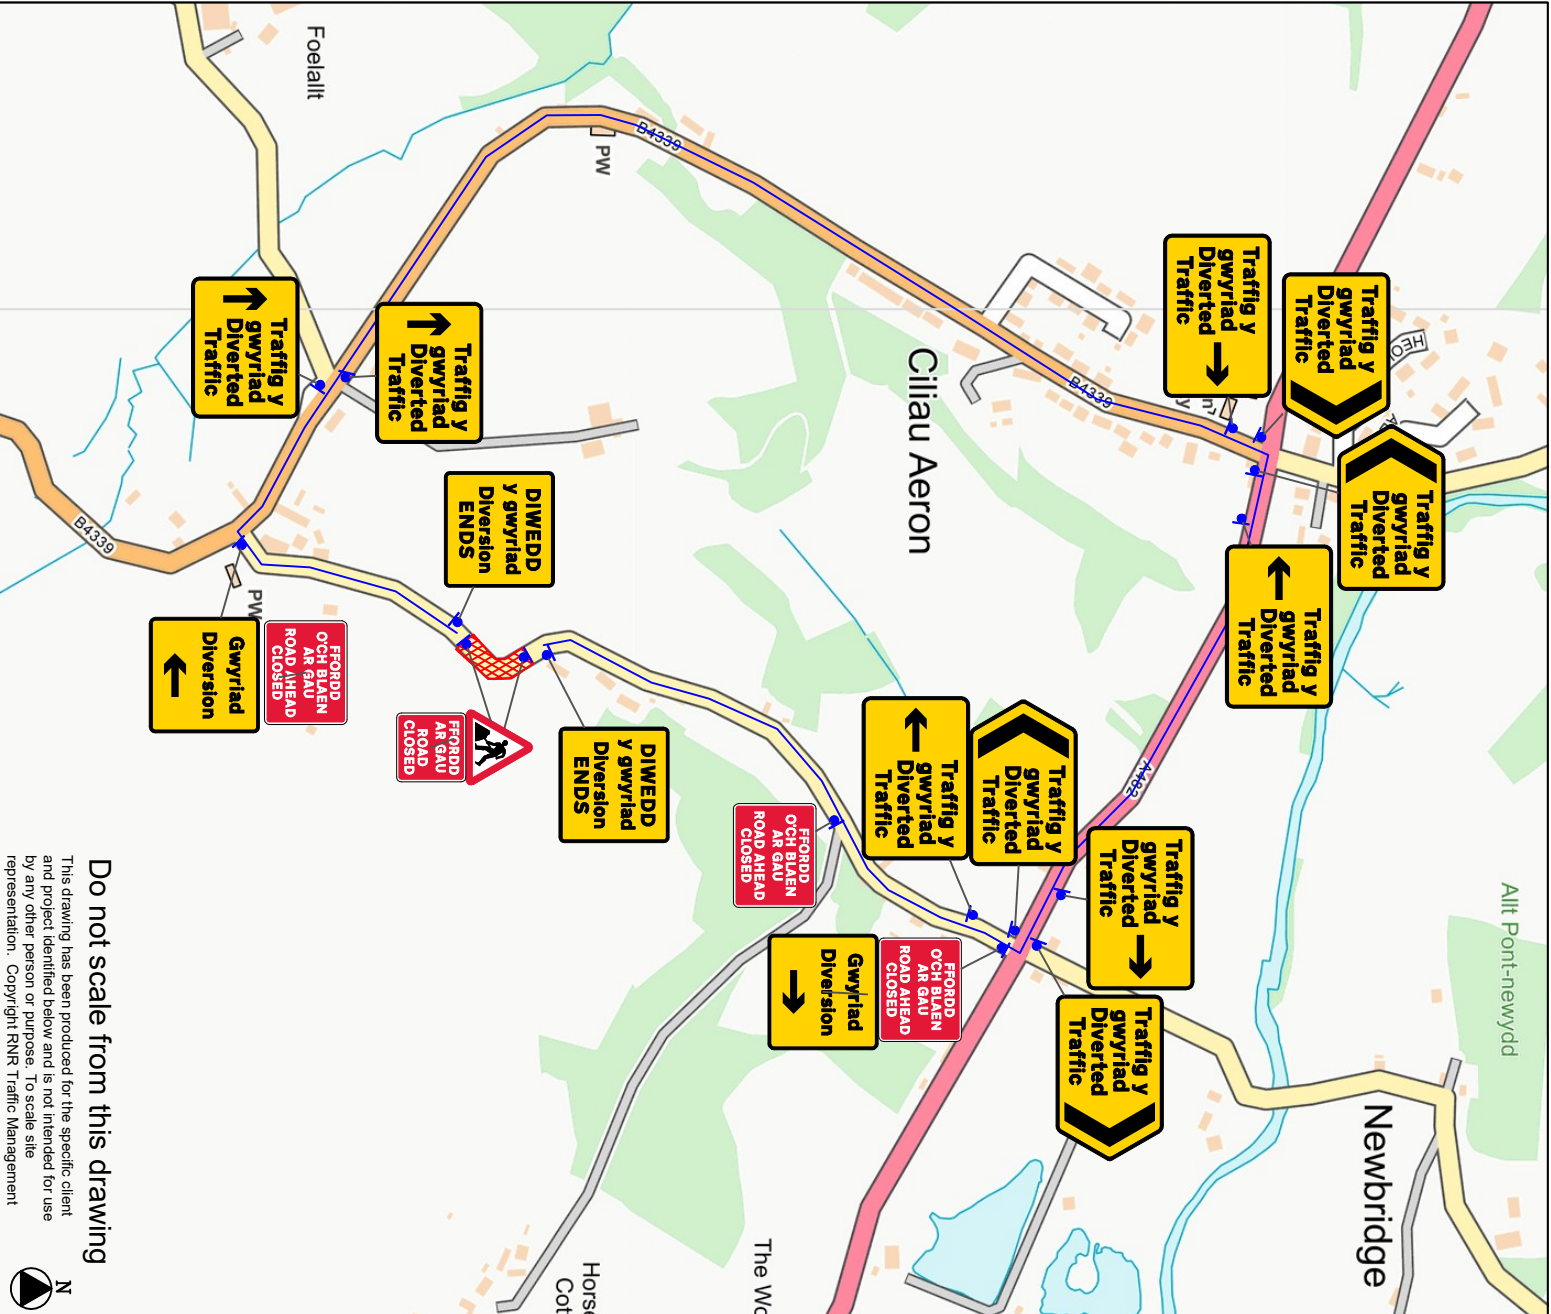 Foelallt
PW
B4339
Ciliau Aeron
B4339
HEO
Traffig y
gwyriad
Diverted
Traffic
Traffig y
gwyriad
Diverted
Traffic
Traffig y
gwyriad
Diverted
Traffic
Traffig y
gwyriad
Diverted
Traffic
Traffig y
gwyriad
Diverted
Traffic
Traffig y
gwyriad
Diverted
Traffic
DIWEDD
y gwyriad
Diversion
ENDS
B4339
PW
FFORDD
O'CH BLAEN
AR GAU
ROAD AHEAD
CLOSED
Gwyriad
Diversion
FFORDD
AR GAU
ROAD
CLOSED
DIWEDD
y gwyriad
Diversion
ENDS
FFORDD
O'CH BLAEN
AR GAU
ROAD AHEAD
CLOSED
Traffig y
gwyriad
Diverted
Traffic
Traffig y
gwyriad
Diverted
Traffic
A482
Traffig y
gwyriad
Diverted
Traffic
FFORDD
O'CH BLAEN
AR GAU
ROAD AHEAD
CLOSED
Gwyriad
Diversion
Traffig y
gwyriad
Diverted
Traffic
Allt Pont-newydd
Newbridge
The Wo
Horse
Cot
Do not scale from this drawing
This drawing has been produced for the specific client
and project identified below and is not intended for use
by any other person or purpose. To scale site
representation. Copyright RNR Traffic Management
N